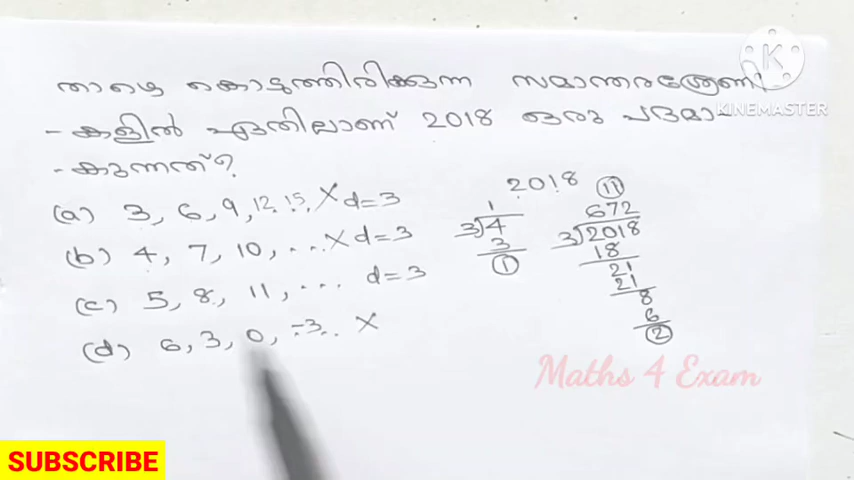 താഴെ കൊടുത്തിരിക്കുന്ന സമാന്തരശ്രേണി
-കളിൽ ഏതിലാണ് 2018 ഒരു പദമാ-
-കുന്നത്?
(a) 3, 6, 9, 12, 15, ... X d=3
(b) 4, 7, 10, ... X d=3
(c) 5, 8, 11, ... d=3
(d) 6, 3, 0, -3... X
2018 11
1
3)4
3
1
672
3)2018
18
21
21
8
6
2
K
KINEMASTER
Maths 4 Exam
SUBSCRIBE